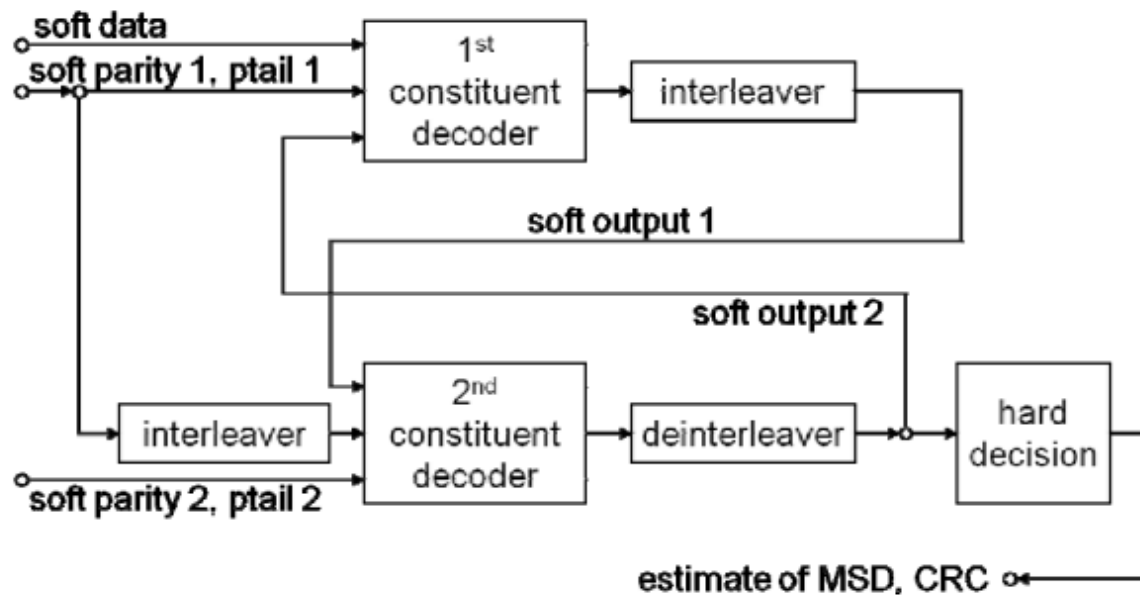 soft data
soft parity 1, ptail 1
1st
constituent
decoder
interleaver
soft output 1
soft output 2
interleaver
2nd
constituent
decoder
deinterleaver
hard
decision
soft parity 2, ptail 2
estimate of MSD, CRC